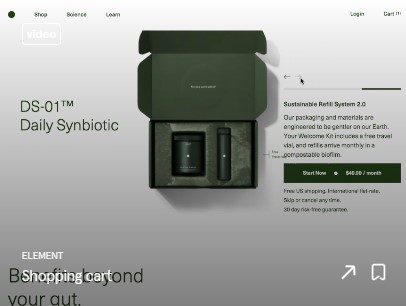 Shop
Science
Learn
Login
Cart (1)
video
DS-01™
Daily Synbiotic
Sustainable Refill System 2.0
Our packaging and materials are
engineered to be gentler on our Earth.
Your Welcome Kit includes a free travel
vial, and refills arrive monthly in a
compostable biofilm.
Start Now
$49.99 / month
Free US shipping. International flat-rate.
Skip or cancel any time.
30 day risk-free guarantee.
ELEMENT
Shopping cart
Benefits beyond
your gut.